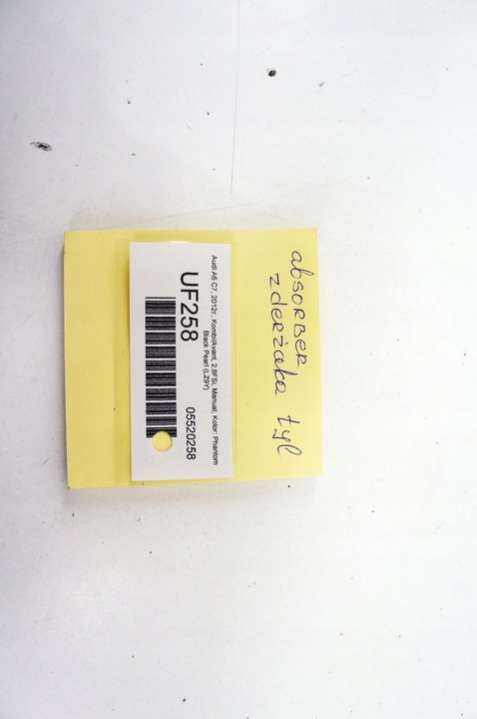 absorber
zderzaka tył
Audi A6 C7, 2012r., Kombi/Avant, 2,8FSi, Manual, Kolor: Phantom
Black Pearl (LZ9Y)
UF258
05520258